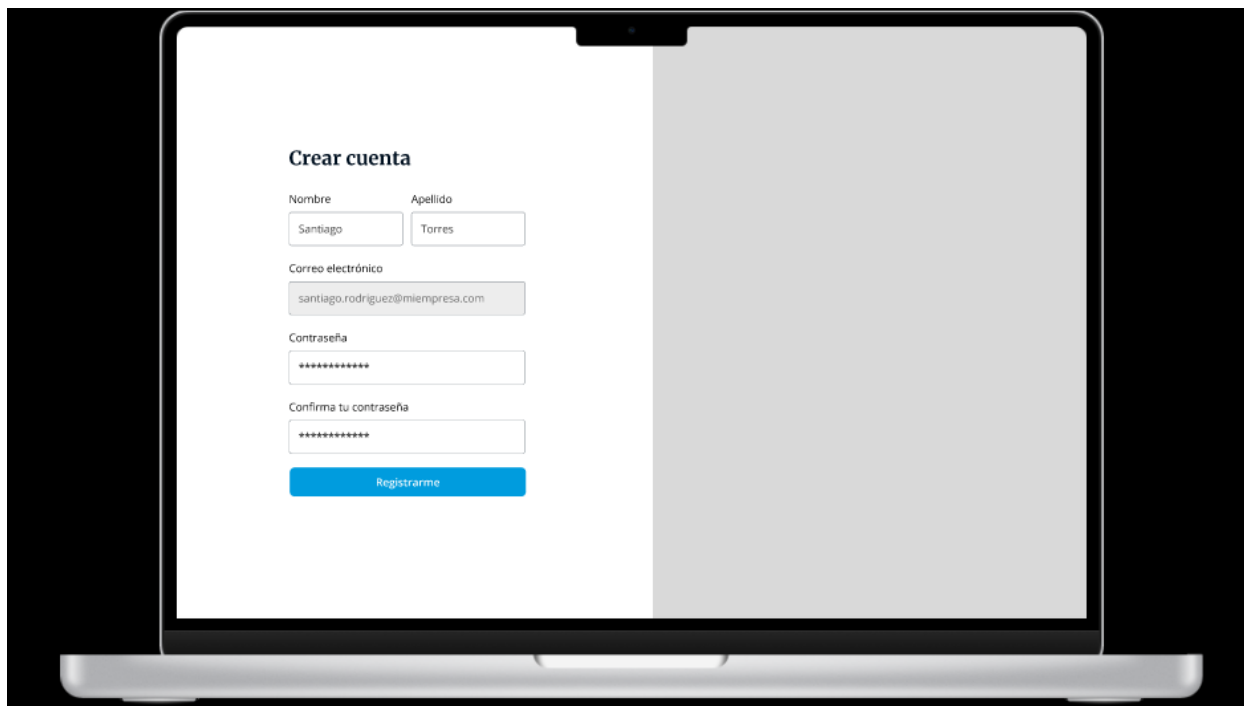 Crear cuenta
Nombre Apellido
Santiago Torres
Correo electrónico
santiago.rodriguez@miempresa.com
Contraseña
************
Confirma tu contraseña
************
Registrarme